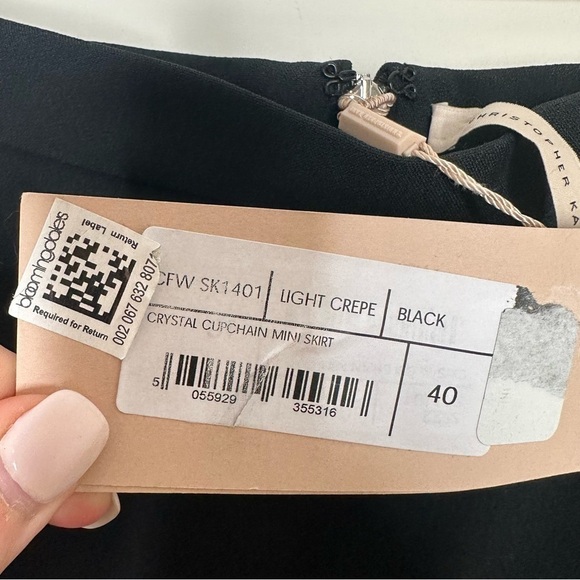 CHRISTOPHER KA
bloomingdales
Return Label
Required for Return
002 067 632 8071
CFW SK1401
LIGHT CREPE
BLACK
CRYSTAL CUPCHAIN MINI SKIRT
5 055929 355316
40